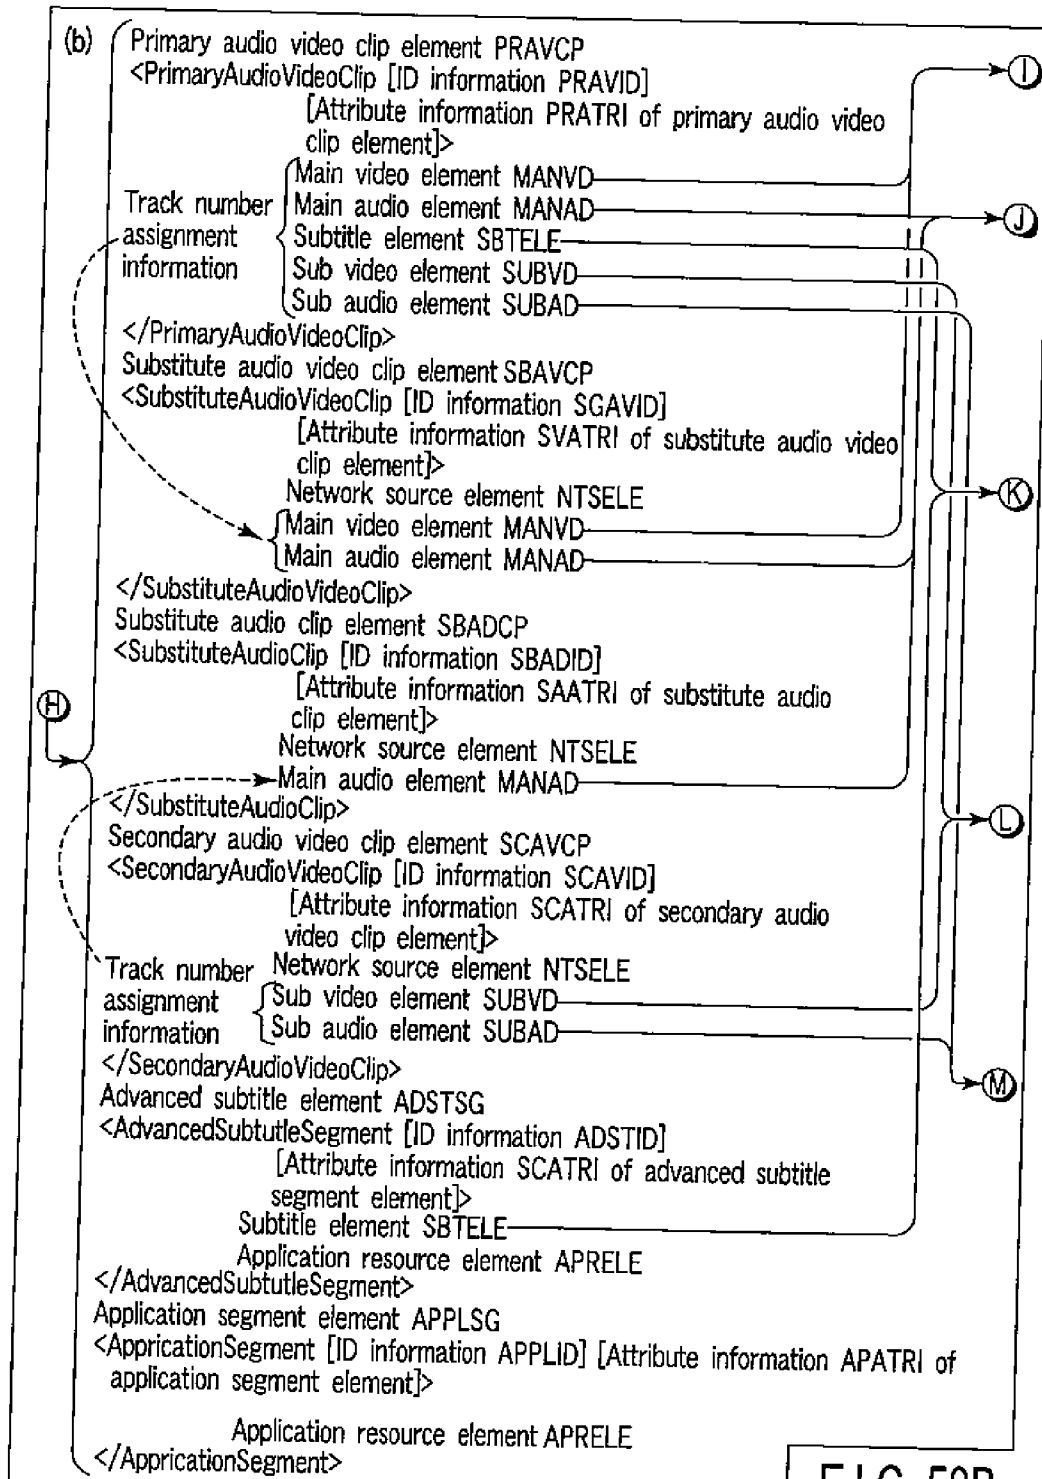 (b) Primary audio video clip element PRAVCP
<PrimaryAudioVideoClip [ID information PRAVID]
I
[Attribute information PRATRI of primary audio video
clip element]>
Main video element MANVD
Track number
assignment
information
Main audio element MANAD
J
Subtitle element SBTELE
Sub video element SUBVD
Sub audio element SUBAD
</PrimaryAudioVideoClip>
Substitute audio video clip element SBAVCP
<SubstituteAudioVideoClip [ID information SGAVID]
[Attribute information SVATRI of substitute audio video
clip element]>
Network source element NTSELE
K
Main video element MANVD
Main audio element MANAD
</SubstituteAudioVideoClip>
Substitute audio clip element SBADCP
<SubstituteAudioClip [ID information SBADID]
[Attribute information SAATRI of substitute audio
clip element]>
H
Network source element NTSELE
Main audio element MANAD
</SubstituteAudioClip>
L
Secondary audio video clip element SCAVCP
<SecondaryAudioVideoClip [ID information SCAVID]
[Attribute information SCATRI of secondary audio
video clip element]>
Network source element NTSELE
Track number
assignment
information
Sub video element SUBVD
Sub audio element SUBAD
</SecondaryAudioVideoClip>
M
Advanced subtitle element ADSTSG
<AdvancedSubtutleSegment [ID information ADSTID]
[Attribute information SCATRI of advanced subtitle
segment element]>
Subtitle element SBTELE
Application resource element APRELE
</AdvancedSubtutleSegment>
Application segment element APPLSG
<AppricationSegment [ID information APPLID] [Attribute information APATRI of
application segment element]>
Application resource element APRELE
</AppricationSegment>